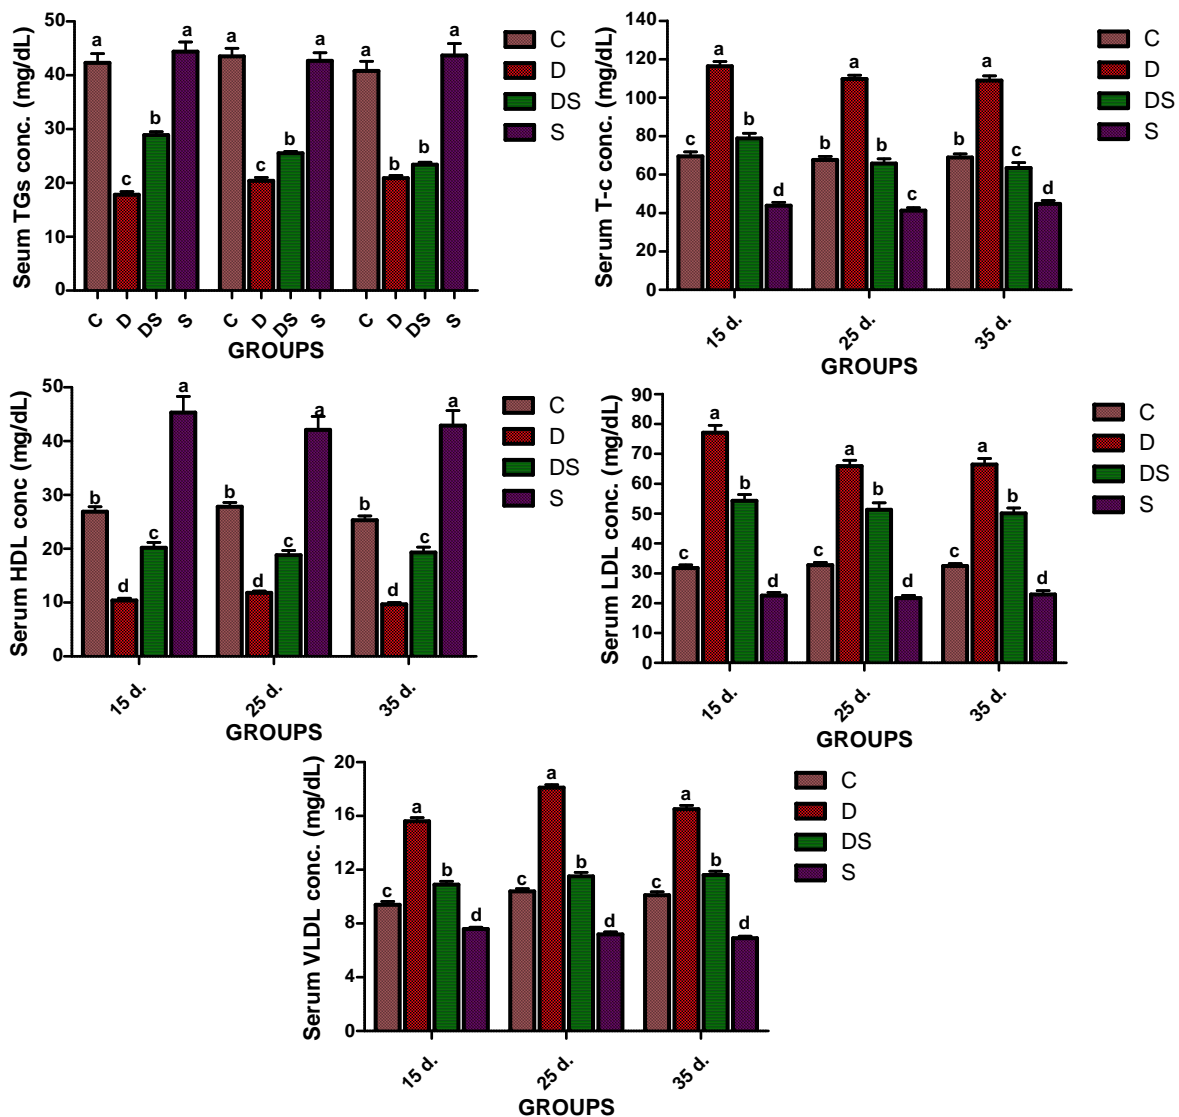 Seum TGs conc. (mg/dL)
50
40
30
20
10
0
a a a a a a
b b b b
c c
C D DS S C D DS S C D DS S
GROUPS
C
D
DS
S
Serum T-c conc. (mg/dL)
140
120
100
80
60
40
20
0
a a a
c b b b b c
d c d
15 d. 25 d. 35 d.
GROUPS
C
D
DS
S
Serum HDL conc (mg/dL)
50
40
30
20
10
0
a a a
b b b
c c c
d d d
15 d. 25 d. 35 d.
GROUPS
C
D
DS
S
Serum LDL conc. (mg/dL)
90
80
70
60
50
40
30
20
10
0
a a a
b b b
c c c
d d d
15 d. 25 d. 35 d.
GROUPS
C
D
DS
S
Serum VLDL conc. (mg/dL)
20
16
12
8
4
0
a a a
c b c b c b
d d d
15 d. 25 d. 35 d.
GROUPS
C
D
DS
S